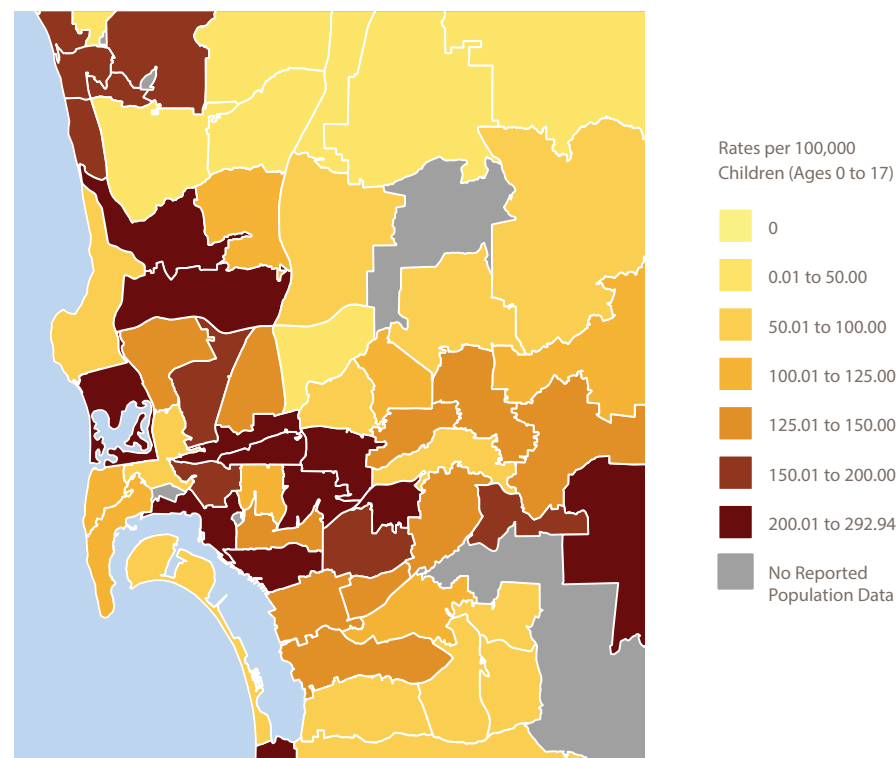 Rates per 100,000
Children (Ages 0 to 17)
0
0.01 to 50.00
50.01 to 100.00
100.01 to 125.00
125.01 to 150.00
150.01 to 200.00
200.01 to 292.94
No Reported
Population Data